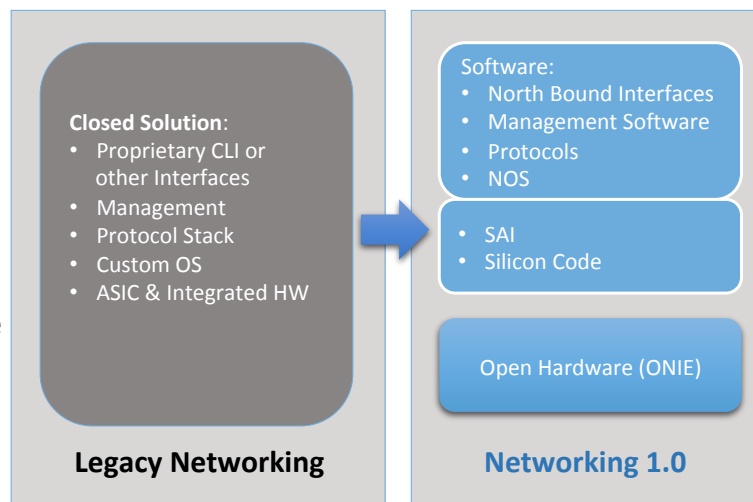 Closed Solution:
• Proprietary CLI or
other Interfaces
• Management
• Protocol Stack
• Custom OS
• ASIC & Integrated HW
Legacy Networking
Software:
• North Bound Interfaces
• Management Software
• Protocols
• NOS
• SAI
• Silicon Code
Open Hardware (ONIE)
Networking 1.0